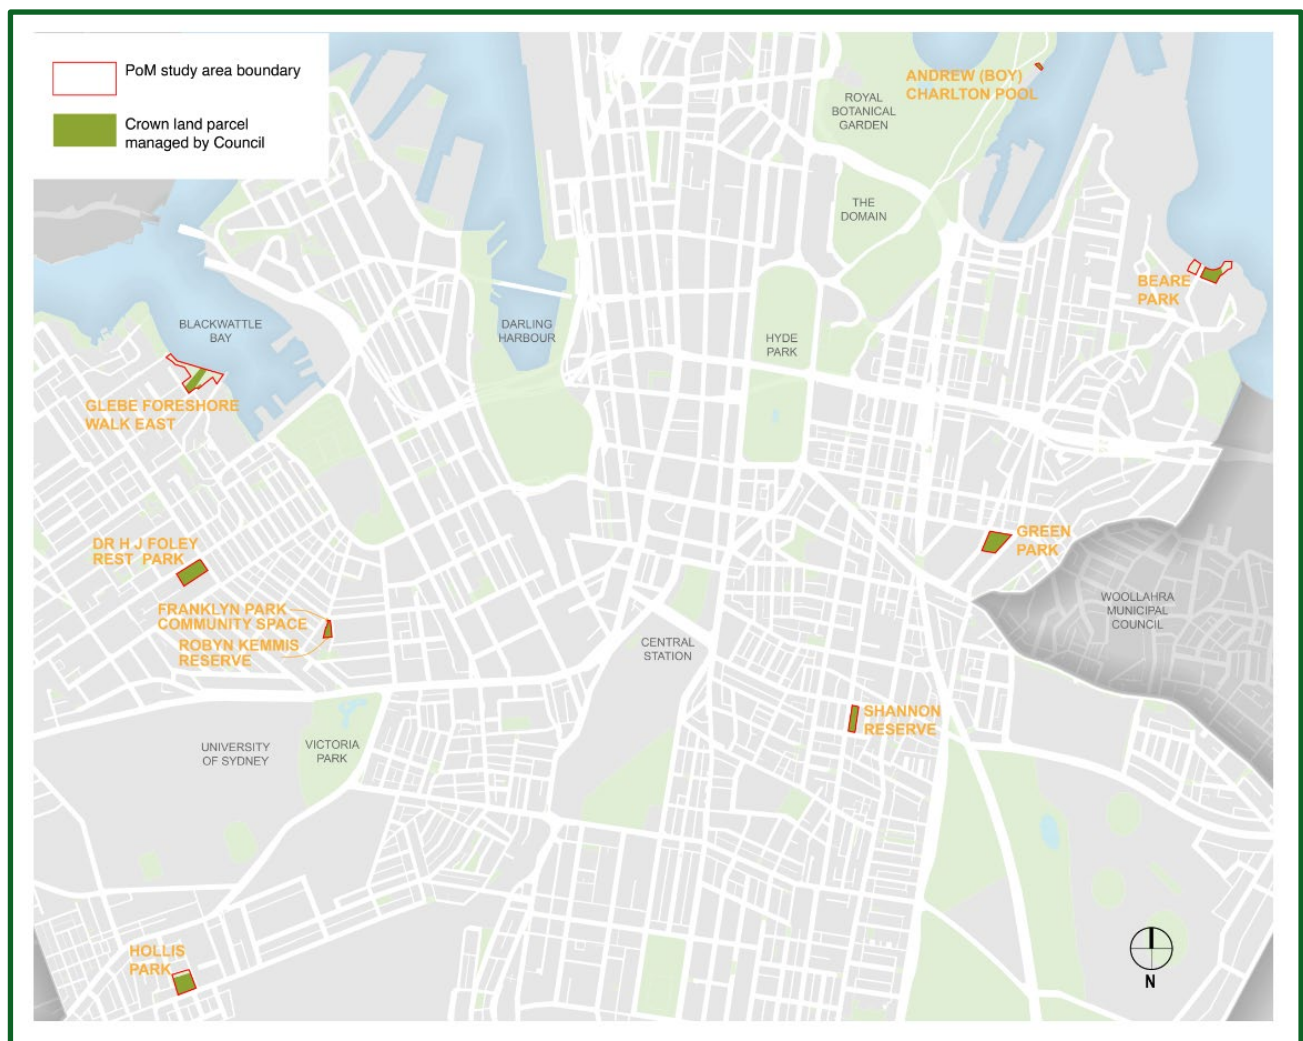 PoM study area boundary
Crown land parcel
managed by Council
ANDREW (BOY)
CHARLTON POOL
ROYAL
BOTANICAL
GARDEN
THE
DOMAIN
BEARE
PARK
BLACKWATTLE
BAY
DARLING
HARBOUR
HYDE
PARK
GLEBE FORESHORE
WALK EAST
DR H J FOLEY
REST PARK
GREEN
PARK
FRANKLYN PARK
COMMUNITY SPACE
ROBYN KEMMIS
RESERVE
CENTRAL
STATION
WOOLLAHRA
MUNICIPAL
COUNCIL
SHANNON
RESERVE
UNIVERSITY
OF SYDNEY
VICTORIA
PARK
HOLLIS
PARK
N